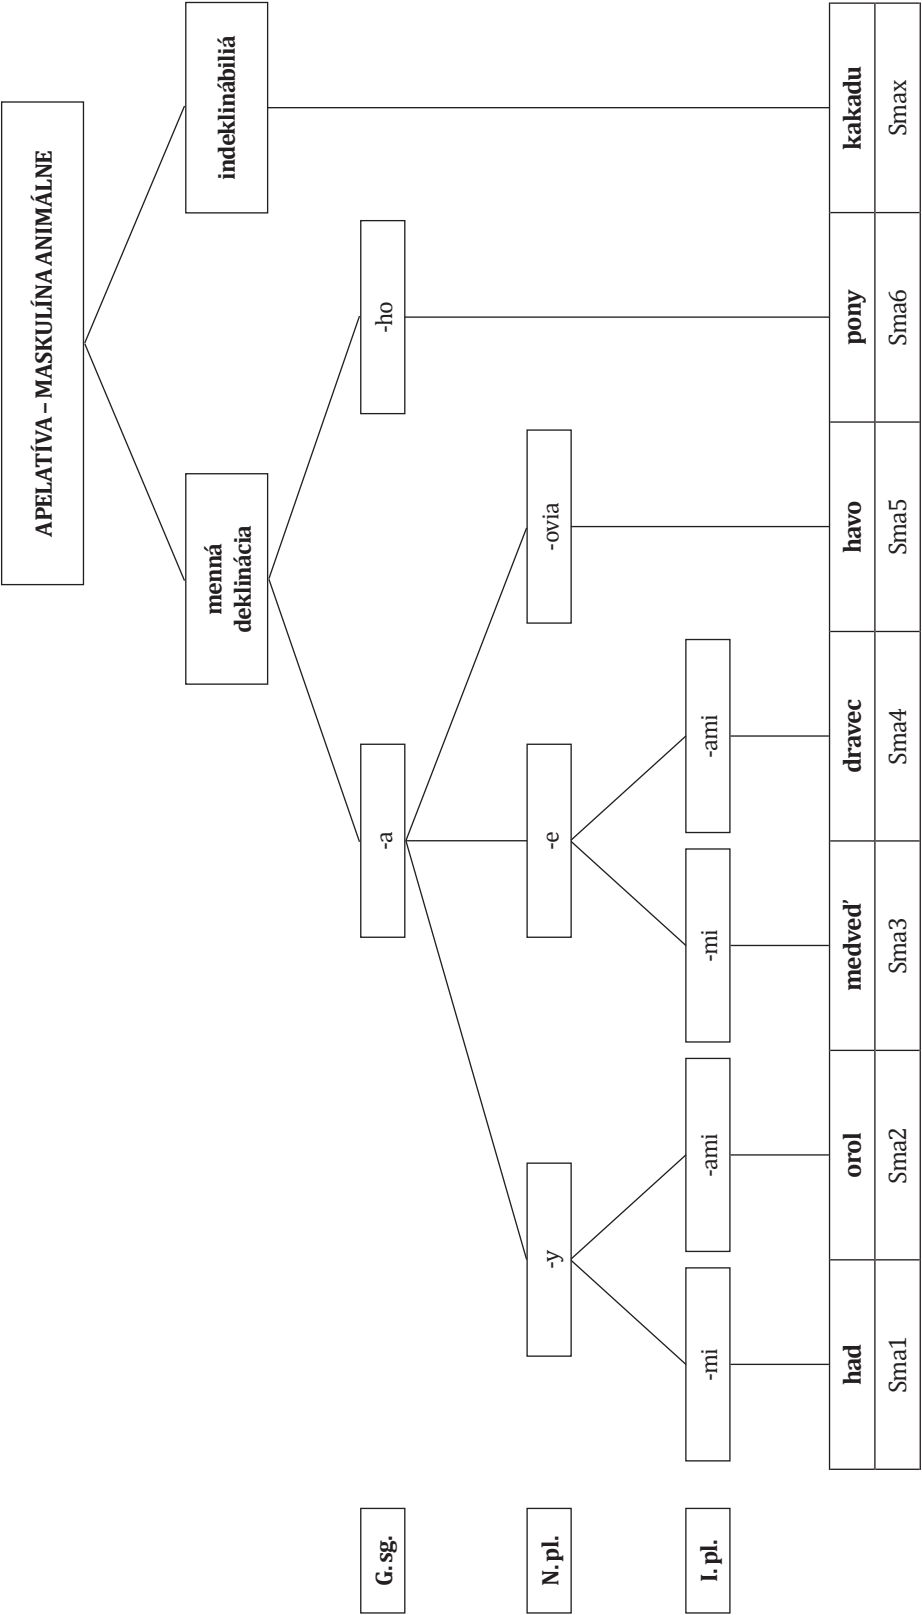 APELATÍVA – MASKULÍNA ANIMÁLNE
menná
deklinácia
indeklinábiliá
G. sg.
-a
-ho
N. pl.
-y
-e
-ovia
I. pl.
-mi
-ami
-mi
-ami
had
orol
medveď
dravec
havo
pony
kakadu
Sma1
Sma2
Sma3
Sma4
Sma5
Sma6
Smax